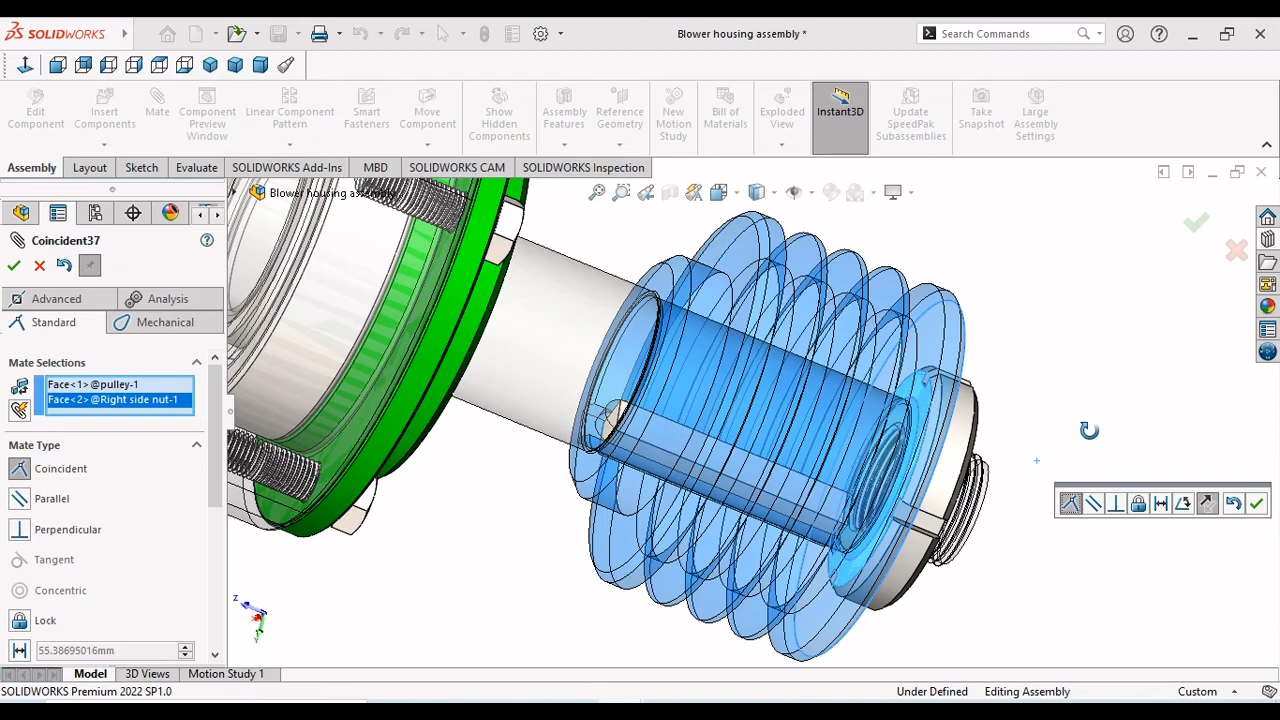 SOLIDWORKS
Blower housing assembly *
Search Commands
Edit Component
Insert Components
Mate
Component Preview Window
Linear Component Pattern
Smart Fasteners
Move Component
Show Hidden Components
Assembly Features
Reference Geometry
New Motion Study
Bill of Materials
Exploded View
Instant3D
Update SpeedPak Subassemblies
Take Snapshot
Large Assembly Settings
Assembly
Layout
Sketch
Evaluate
SOLIDWORKS Add-Ins
MBD
SOLIDWORKS CAM
SOLIDWORKS Inspection
Blower housing assembly
Coincident37
Advanced
Analysis
Standard
Mechanical
Mate Selections
Face<1>@pulley-1
Face<2>@Right side nut-1
Mate Type
Coincident
Parallel
Perpendicular
Tangent
Concentric
Lock
55.38695016mm
Z
Y
Model
3D Views
Motion Study 1
SOLIDWORKS Premium 2022 SP1.0
Under Defined
Editing Assembly
Custom